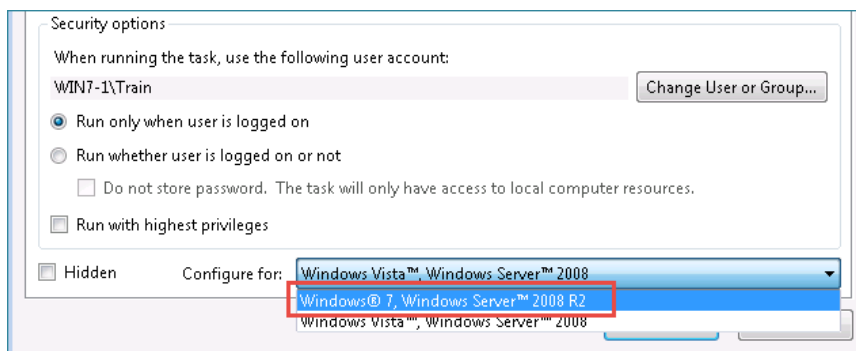 Security options
When running the task, use the following user account:
WIN7-1\Train
Change User or Group...
Run only when user is logged on
Run whether user is logged on or not
Do not store password.  The task will only have access to local computer resources.
Run with highest privileges
Hidden
Configure for:
Windows Vista™, Windows Server™ 2008
Windows® 7, Windows Server™ 2008 R2
Windows Vista™, Windows Server™ 2008